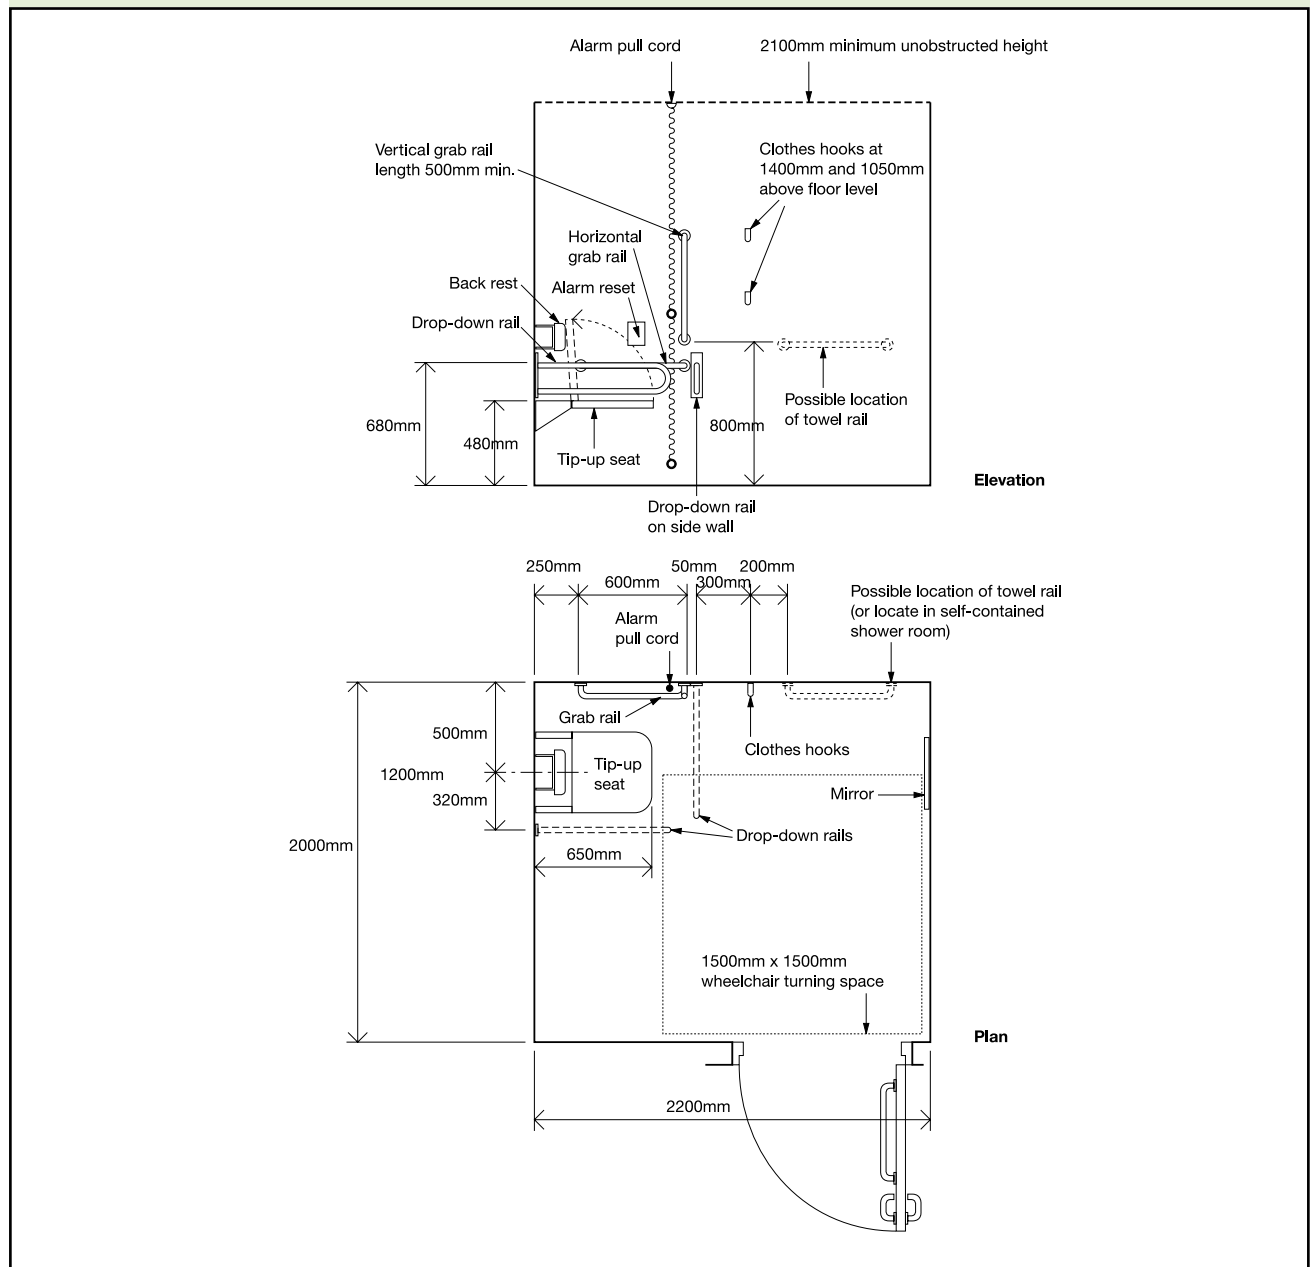 Alarm pull cord
2100mm minimum unobstructed height
Vertical grab rail
length 500mm min.
Clothes hooks at
1400mm and 1050mm
above floor level
Horizontal
grab rail
Back rest
Alarm reset
Drop-down rail
Possible location
of towel rail
680mm
480mm
800mm
Tip-up seat
Elevation
Drop-down rail
on side wall
250mm
600mm
50mm
300mm
200mm
Possible location of towel rail
(or locate in self-contained
shower room)
Alarm
pull cord
Grab rail
500mm
Clothes hooks
1200mm
Tip-up
seat
320mm
Mirror
Drop-down rails
2000mm
650mm
1500mm x 1500mm
wheelchair turning space
Plan
2200mm